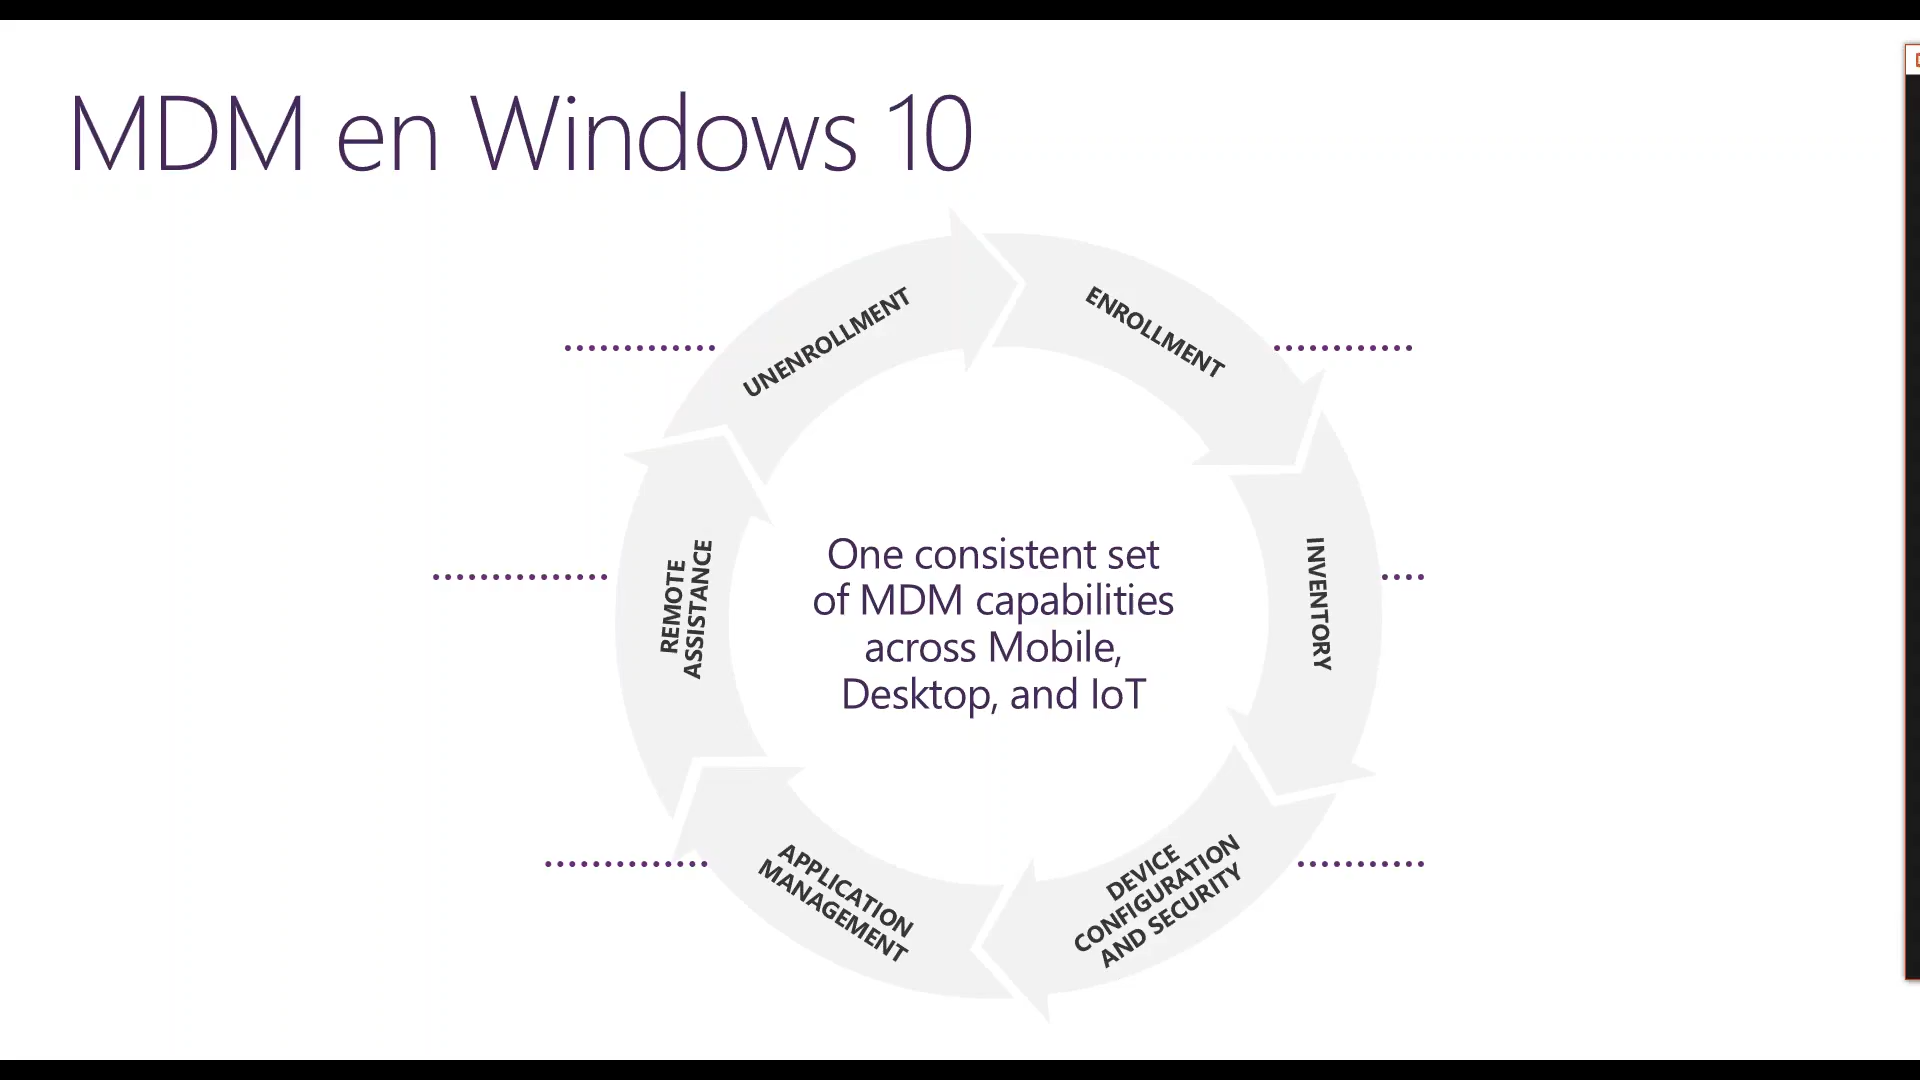 MDM en Windows 10
UNENROLLMENT
ENROLLMENT
INVENTORY
DEVICE
CONFIGURATION
AND SECURITY
APPLICATION
MANAGEMENT
REMOTE
ASSISTANCE
One consistent set
of MDM capabilities
across Mobile,
Desktop, and IoT